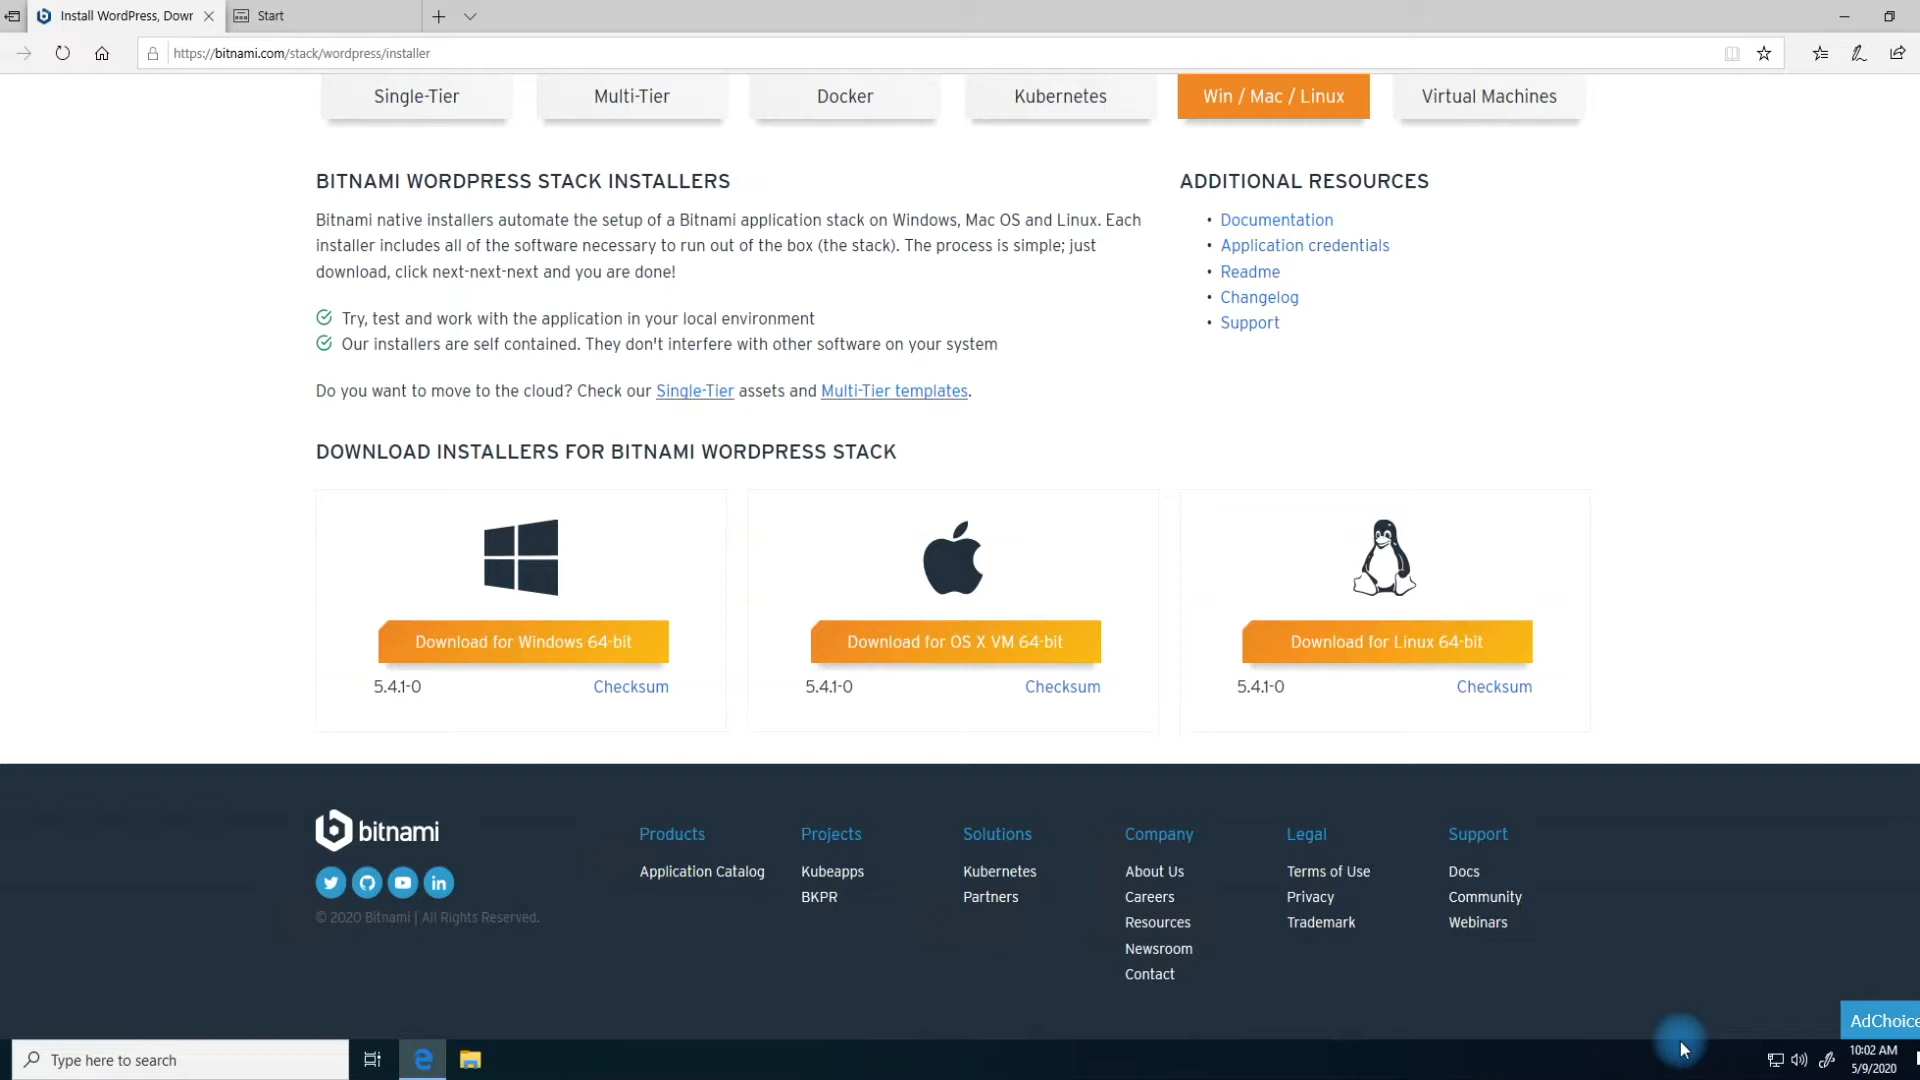 Install WordPress, Dowr
Start
https://bitnami.com/stack/wordpress/installer
Single-Tier
Multi-Tier
Docker
Kubernetes
Win / Mac / Linux
Virtual Machines
BITNAMI WORDPRESS STACK INSTALLERS
Bitnami native installers automate the setup of a Bitnami application stack on Windows, Mac OS and Linux. Each
installer includes all of the software necessary to run out of the box (the stack). The process is simple; just
download, click next-next-next and you are done!
Try, test and work with the application in your local environment
Our installers are self contained. They don't interfere with other software on your system
Do you want to move to the cloud? Check our Single-Tier assets and Multi-Tier templates.
ADDITIONAL RESOURCES
• Documentation
• Application credentials
• Readme
• Changelog
• Support
DOWNLOAD INSTALLERS FOR BITNAMI WORDPRESS STACK
Download for Windows 64-bit
5.4.1-0 Checksum
Download for OS X VM 64-bit
5.4.1-0 Checksum
Download for Linux 64-bit
5.4.1-0 Checksum
bitnami
© 2020 Bitnami | All Rights Reserved.
Products
Application Catalog
Projects
Kubeapps
BKPR
Solutions
Kubernetes
Partners
Company
About Us
Careers
Resources
Newsroom
Contact
Legal
Terms of Use
Privacy
Trademark
Support
Docs
Community
Webinars
AdChoice
Type here to search
10:02 AM
5/9/2020